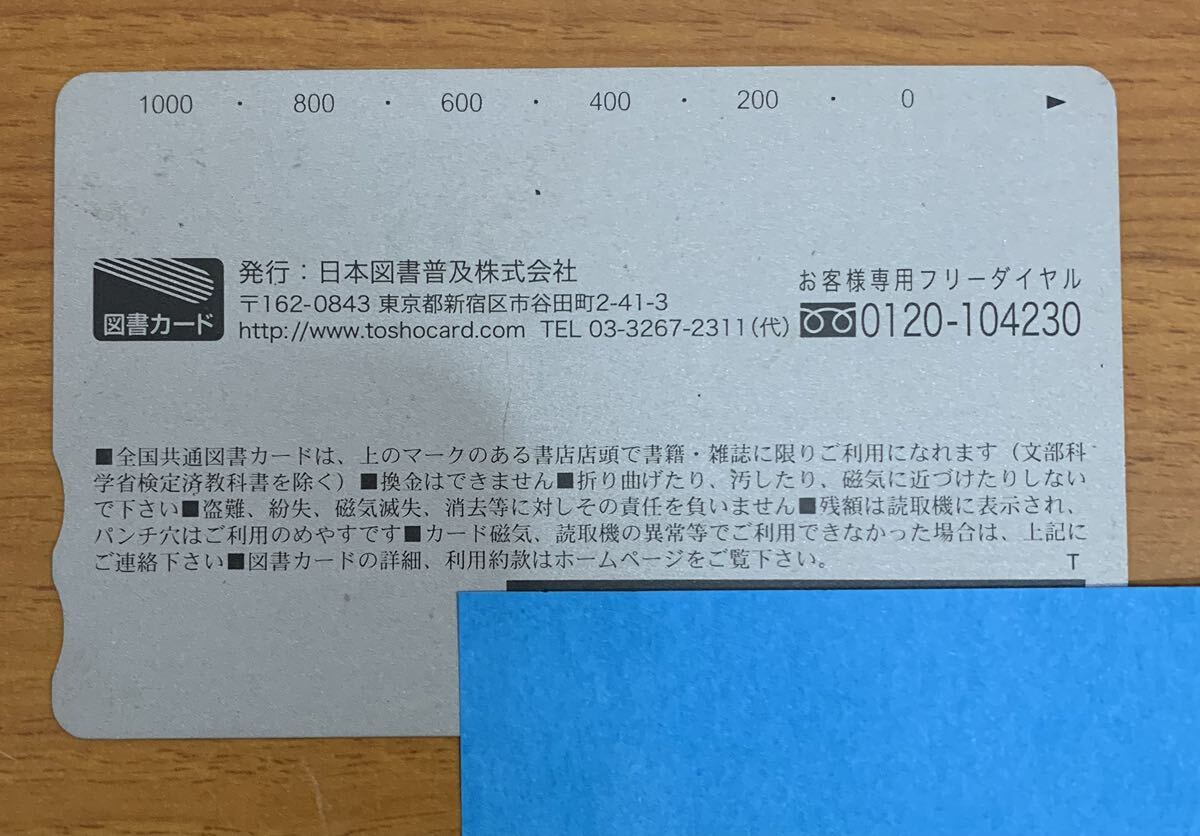 1000 ・ 800 ・ 600 ・ 400 ・ 200 ・ 0 ▶
図書カード
発行：日本図書普及株式会社
〒162-0843 東京都新宿区市谷田町2-41-3
http://www.toshocard.com TEL 03-3267-2311（代）
お客様専用フリーダイヤル
0120-104230
■全国共通図書カードは、上のマークのある書店店頭で書籍・雑誌に限りご利用になれます（文部科
学省検定済教科書を除く）■換金はできません■折り曲げたり、汚したり、磁気に近づけたりしない
で下さい■盗難、紛失、磁気滅失、消去等に対しその責任を負いません■残額は読取機に表示され、
パンチ穴はご利用のめやすです■カード磁気、読取機の異常等でご利用できなかった場合は、上記に
ご連絡下さい■図書カードの詳細、利用約款はホームページをご覧下さい。
T